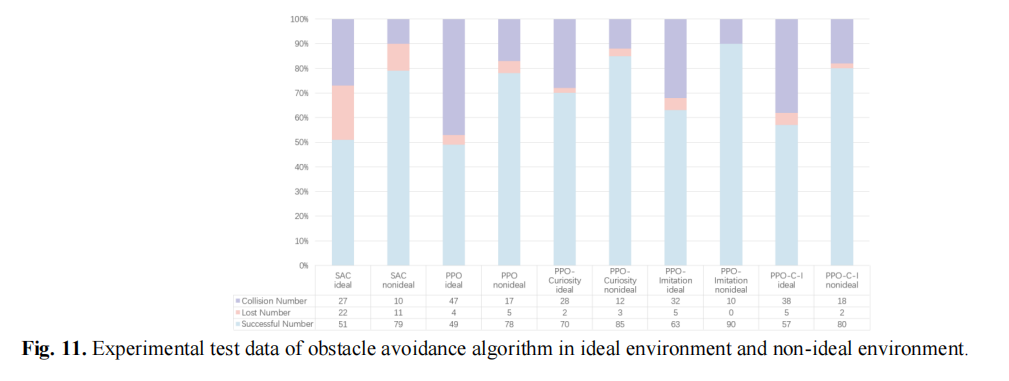 100%
90%
80%
70%
60%
50%
40%
30%
20%
10%
0%
SAC ideal SAC nonideal PPO ideal PPO nonideal PPO-Curiosity ideal PPO-Curiosity nonideal PPO-Imitation ideal PPO-Imitation nonideal PPO-C-I ideal PPO-C-I nonideal
Collision Number 27 10 47 17 28 12 32 10 38 18
Lost Number 22 11 4 5 2 3 5 0 5 2
Successful Number 51 79 49 78 70 85 63 90 57 80
Fig. 11. Experimental test data of obstacle avoidance algorithm in ideal environment and non-ideal environment.